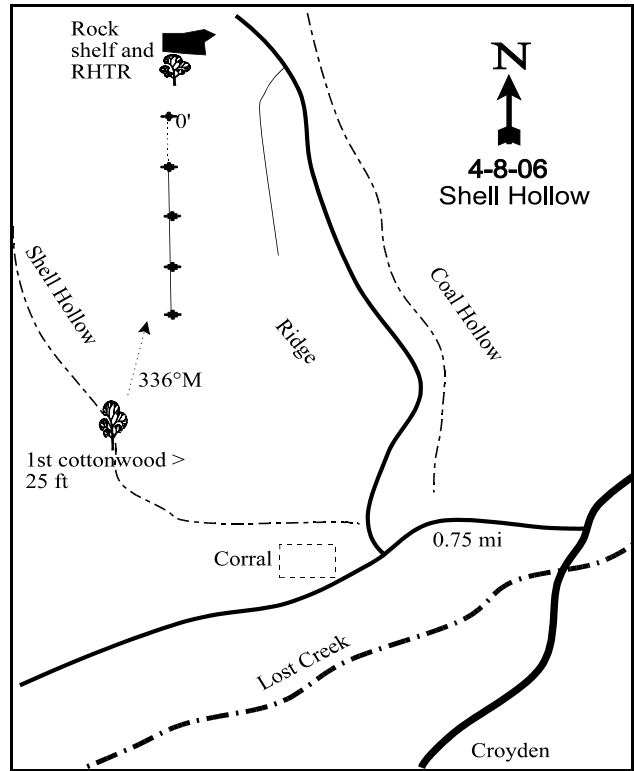 Rock
shelf and
RHTR
0'
N
4-8-06
Shell Hollow
Shell Hollow
Ridge
Coal Hollow
336°M
1st cottonwood >
25 ft
Corral
0.75 mi
Lost Creek
Croyden